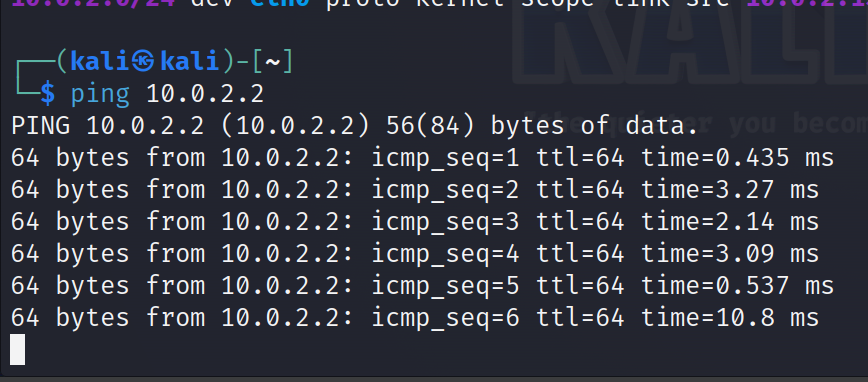 10.0.2.0/24 dev eth0 proto kernel scope link src 10.0.2.1
┌──(kali㉿kali)-[~]
└─$ ping 10.0.2.2
PING 10.0.2.2 (10.0.2.2) 56(84) bytes of data.
64 bytes from 10.0.2.2: icmp_seq=1 ttl=64 time=0.435 ms
64 bytes from 10.0.2.2: icmp_seq=2 ttl=64 time=3.27 ms
64 bytes from 10.0.2.2: icmp_seq=3 ttl=64 time=2.14 ms
64 bytes from 10.0.2.2: icmp_seq=4 ttl=64 time=3.09 ms
64 bytes from 10.0.2.2: icmp_seq=5 ttl=64 time=0.537 ms
64 bytes from 10.0.2.2: icmp_seq=6 ttl=64 time=10.8 ms
KALI
you becom